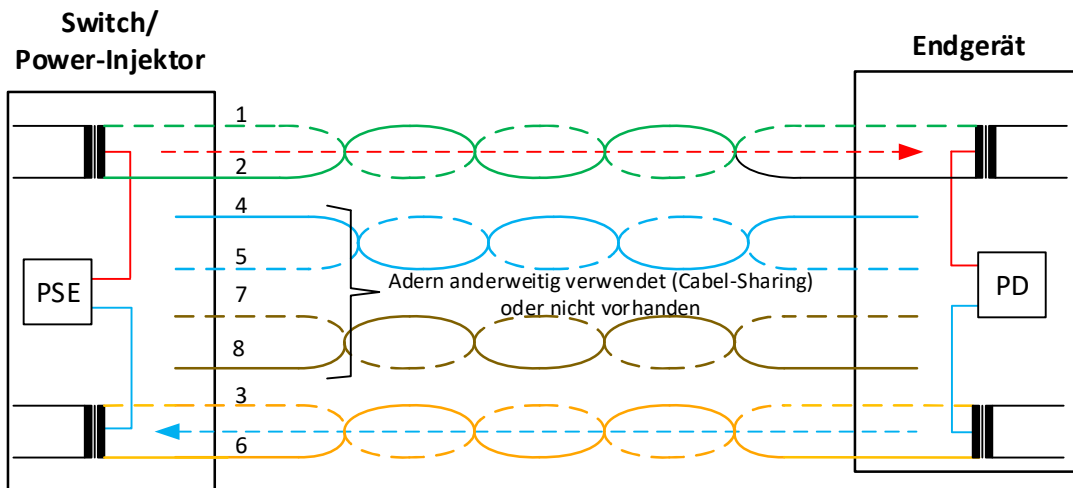 Switch/
Power-Injektor
Endgerät
1
2
4
5
PSE
7
Adern anderweitig verwendet (Cabel-Sharing)
oder nicht vorhanden
PD
8
3
6